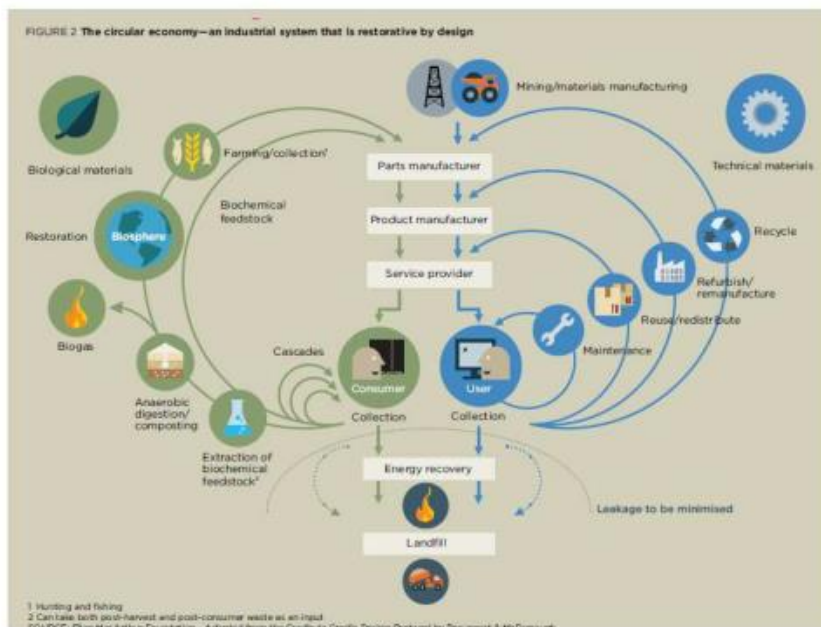 FIGURE 2 The circular economy—an industrial system that is restorative by design
Mining/materials manufacturing
Biological materials
Farming/collection¹
Parts manufacturer
Technical materials
Biochemical
feedstock
Product manufacturer
Restoration
Biosphere
Recycle
Service provider
Refurbish/
remanufacture
Reuse/redistribute
Biogas
Cascades
Maintenance
Consumer
User
Anaerobic
digestion/
composting
Collection
Collection
Extraction of
biochemical
feedstock²
Energy recovery
Leakage to be minimised
Landfill
1 Hunting and fishing
2 Can take both post-harvest and post-consumer waste as an input